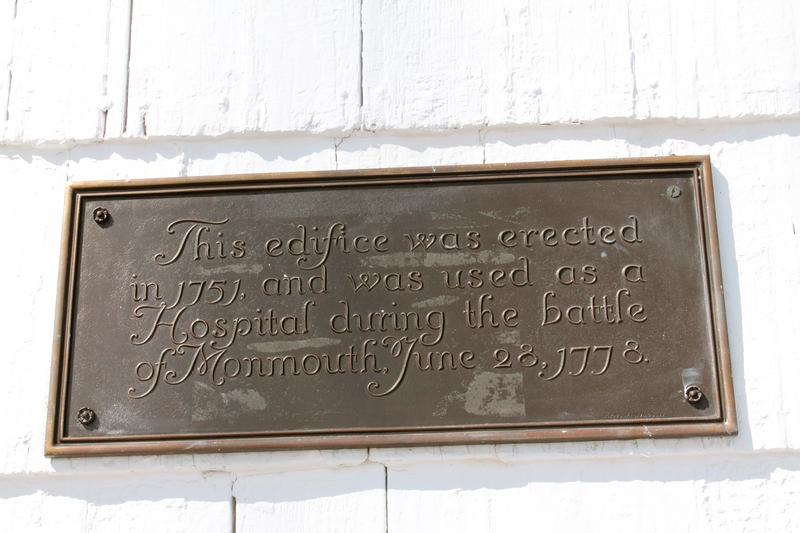 This edifice was erected
in 1751, and was used as a
Hospital during the battle
of Monmouth, June 28, 1778.